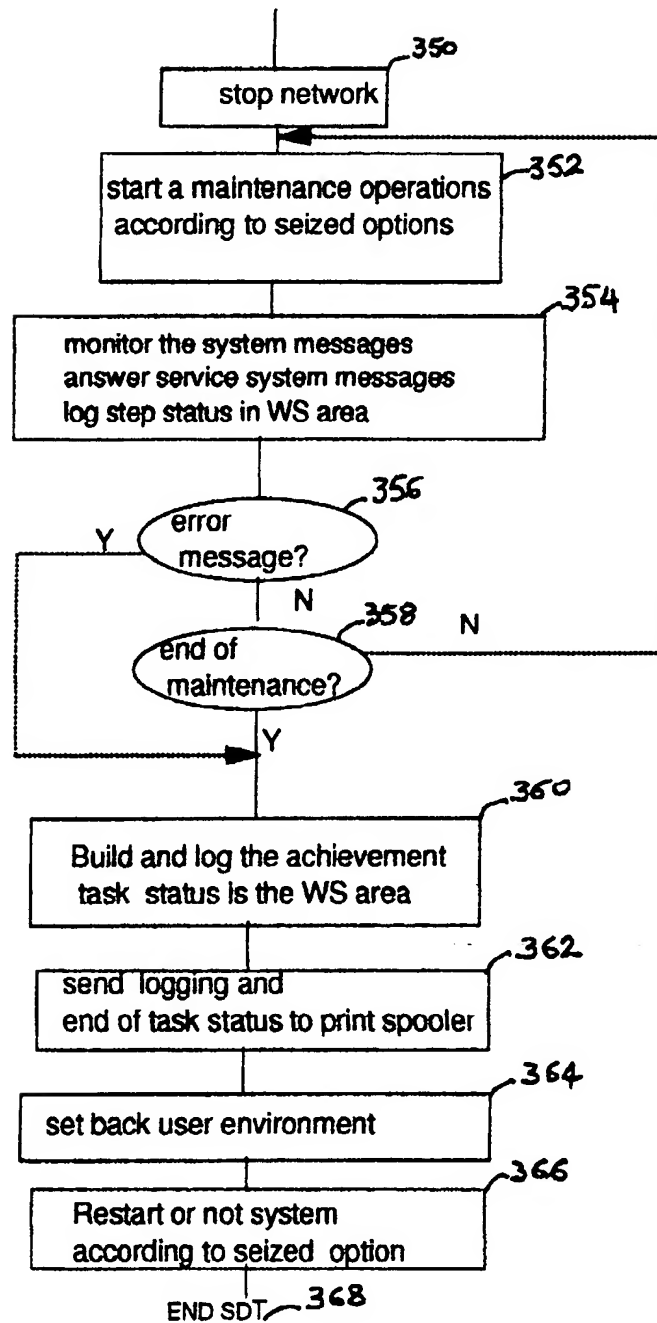 350
stop network
352
start a maintenance operations
according to seized options
354
monitor the system messages
answer service system messages
log step status in WS area
356
error
message?
Y
N
358
end of
maintenance?
N
Y
360
Build and log the achievement
task status is the WS area
362
send logging and
end of task status to print spooler
364
set back user environment
366
Restart or not system
according to seized option
END SDT 368